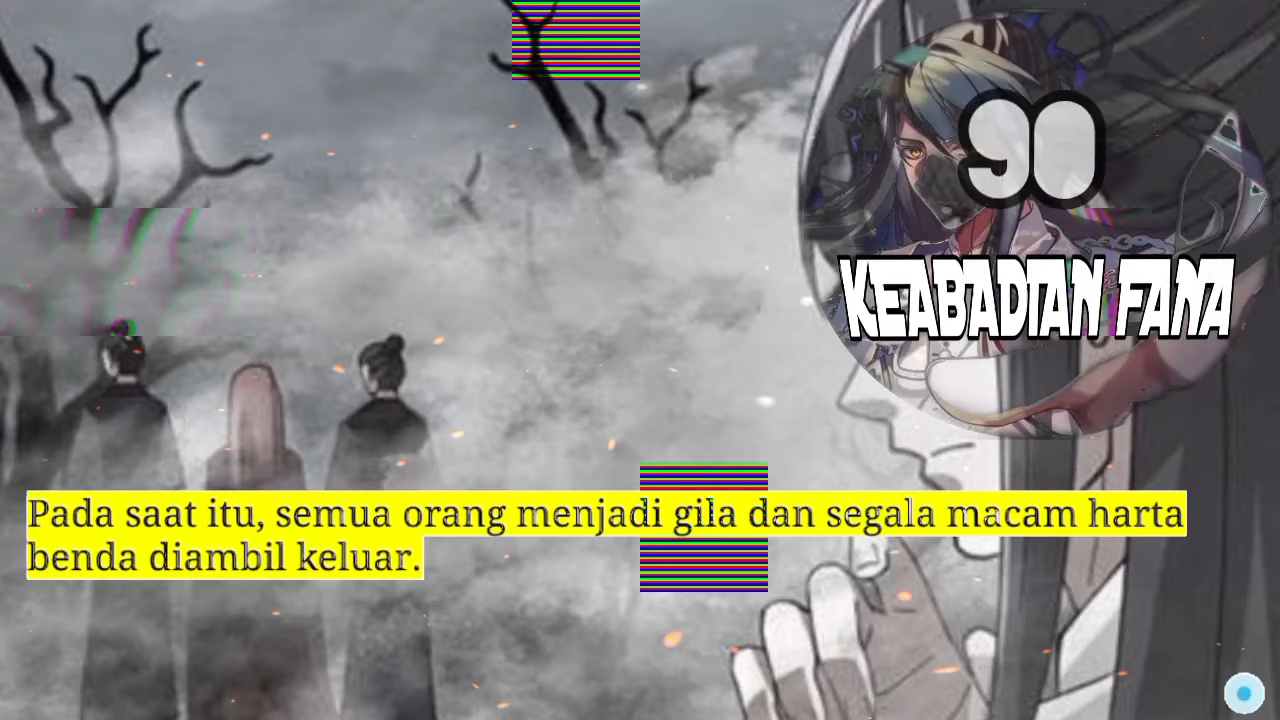 90
KEABADIAN FANA
Pada saat itu, semua orang menjadi gila dan segala macam harta
benda diambil keluar.